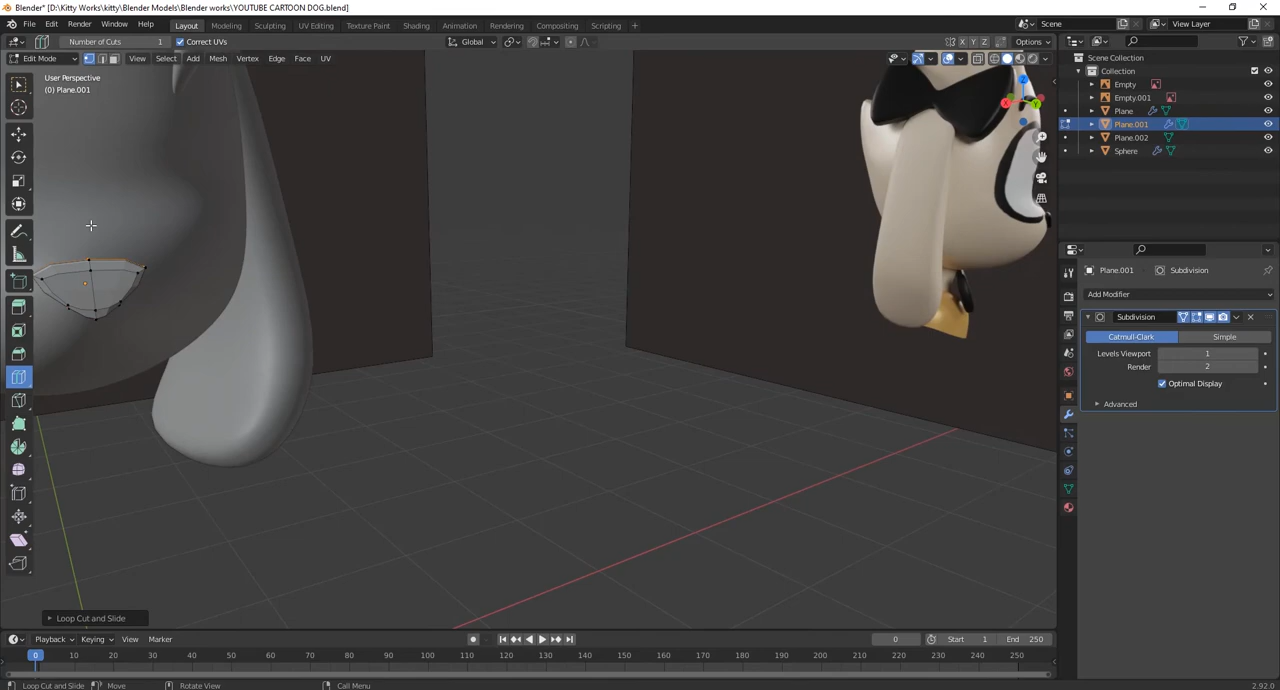 Blender* [D:\Kitty Works\kitty\Blender Models\Blender works\YOUTUBE CARTOON DOG.blend]
File Edit Render Window Help Layout Modeling Sculpting UV Editing Texture Paint Shading Animation Rendering Compositing Scripting Scene View Layer
Number of Cuts 1 Correct UVs Global X Y Z Options
Edit Mode View Select Add Mesh Vertex Edge Face UV
Scene Collection
Collection
User Perspective
(0) Plane.001
Empty
Empty.001
Plane
Plane.001
Plane.002
Sphere
Plane.001 Subdivision
Add Modifier
Subdivision
Catmull-Clark Simple
Levels Viewport 1
Render 2
Optimal Display
Advanced
Loop Cut and Slide
Playback Keying View Marker 0 Start 1 End 250
0 10 20 30 40 50 60 70 80 90 100 110 120 130 140 150 160 170 180 190 200 210 220 230 240 250
Loop Cut and Slide Move Rotate View Call Menu 2.92.0